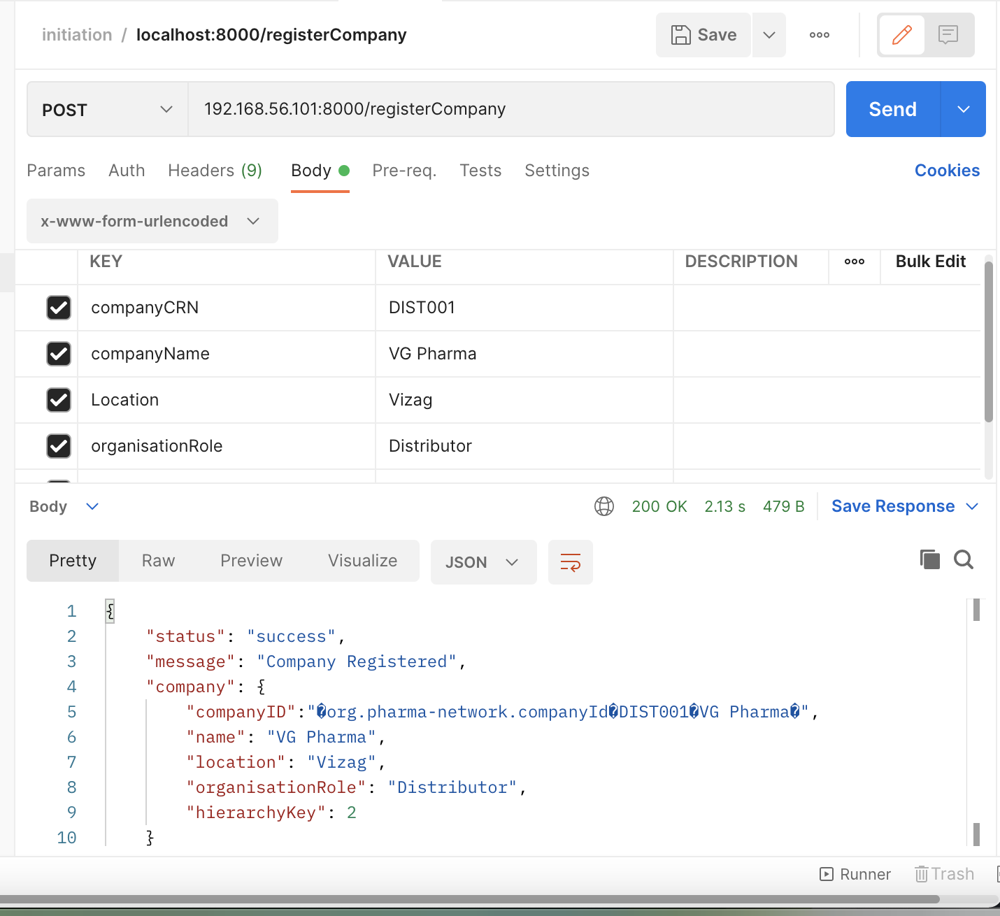 initiation / localhost:8000/registerCompany
Save
POST
192.168.56.101:8000/registerCompany
Send
Params Auth Headers (9) Body Pre-req. Tests Settings Cookies
x-www-form-urlencoded
KEY VALUE DESCRIPTION Bulk Edit
companyCRN DIST001
companyName VG Pharma
Location Vizag
organisationRole Distributor
Body 200 OK 2.13 s 479 B Save Response
Pretty Raw Preview Visualize JSON
1 {
2 "status": "success",
3 "message": "Company Registered",
4 "company": {
5 "companyID":"�org.pharma-network.companyId�DIST001�VG Pharma�",
6 "name": "VG Pharma",
7 "location": "Vizag",
8 "organisationRole": "Distributor",
9 "hierarchyKey": 2
10 }
Runner Trash